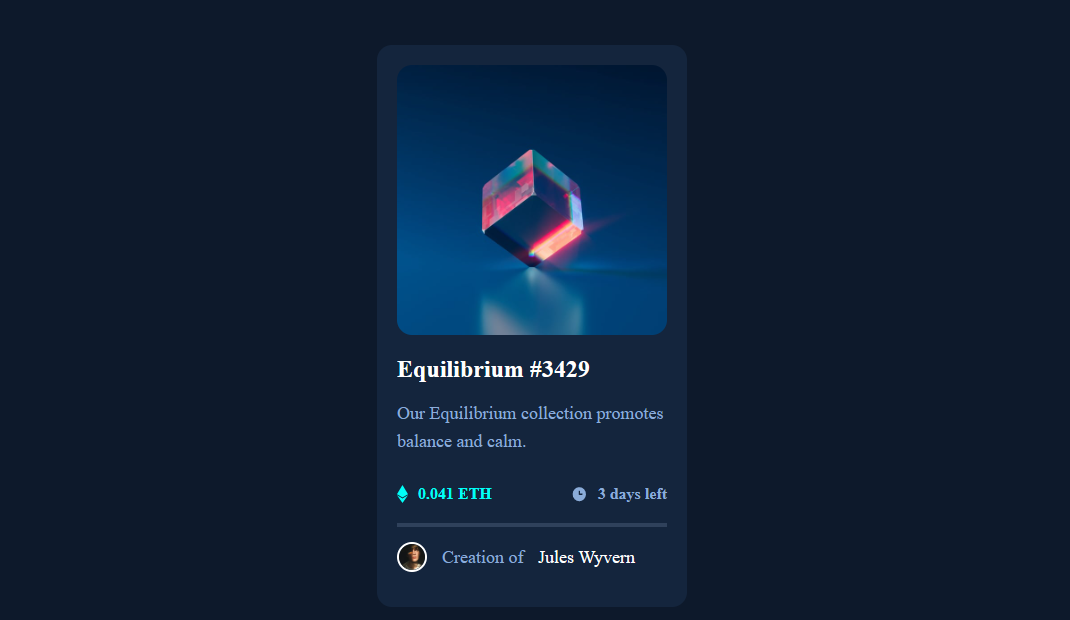 Equilibrium #3429
Our Equilibrium collection promotes
balance and calm.
0.041 ETH
3 days left
Creation of Jules Wyvern